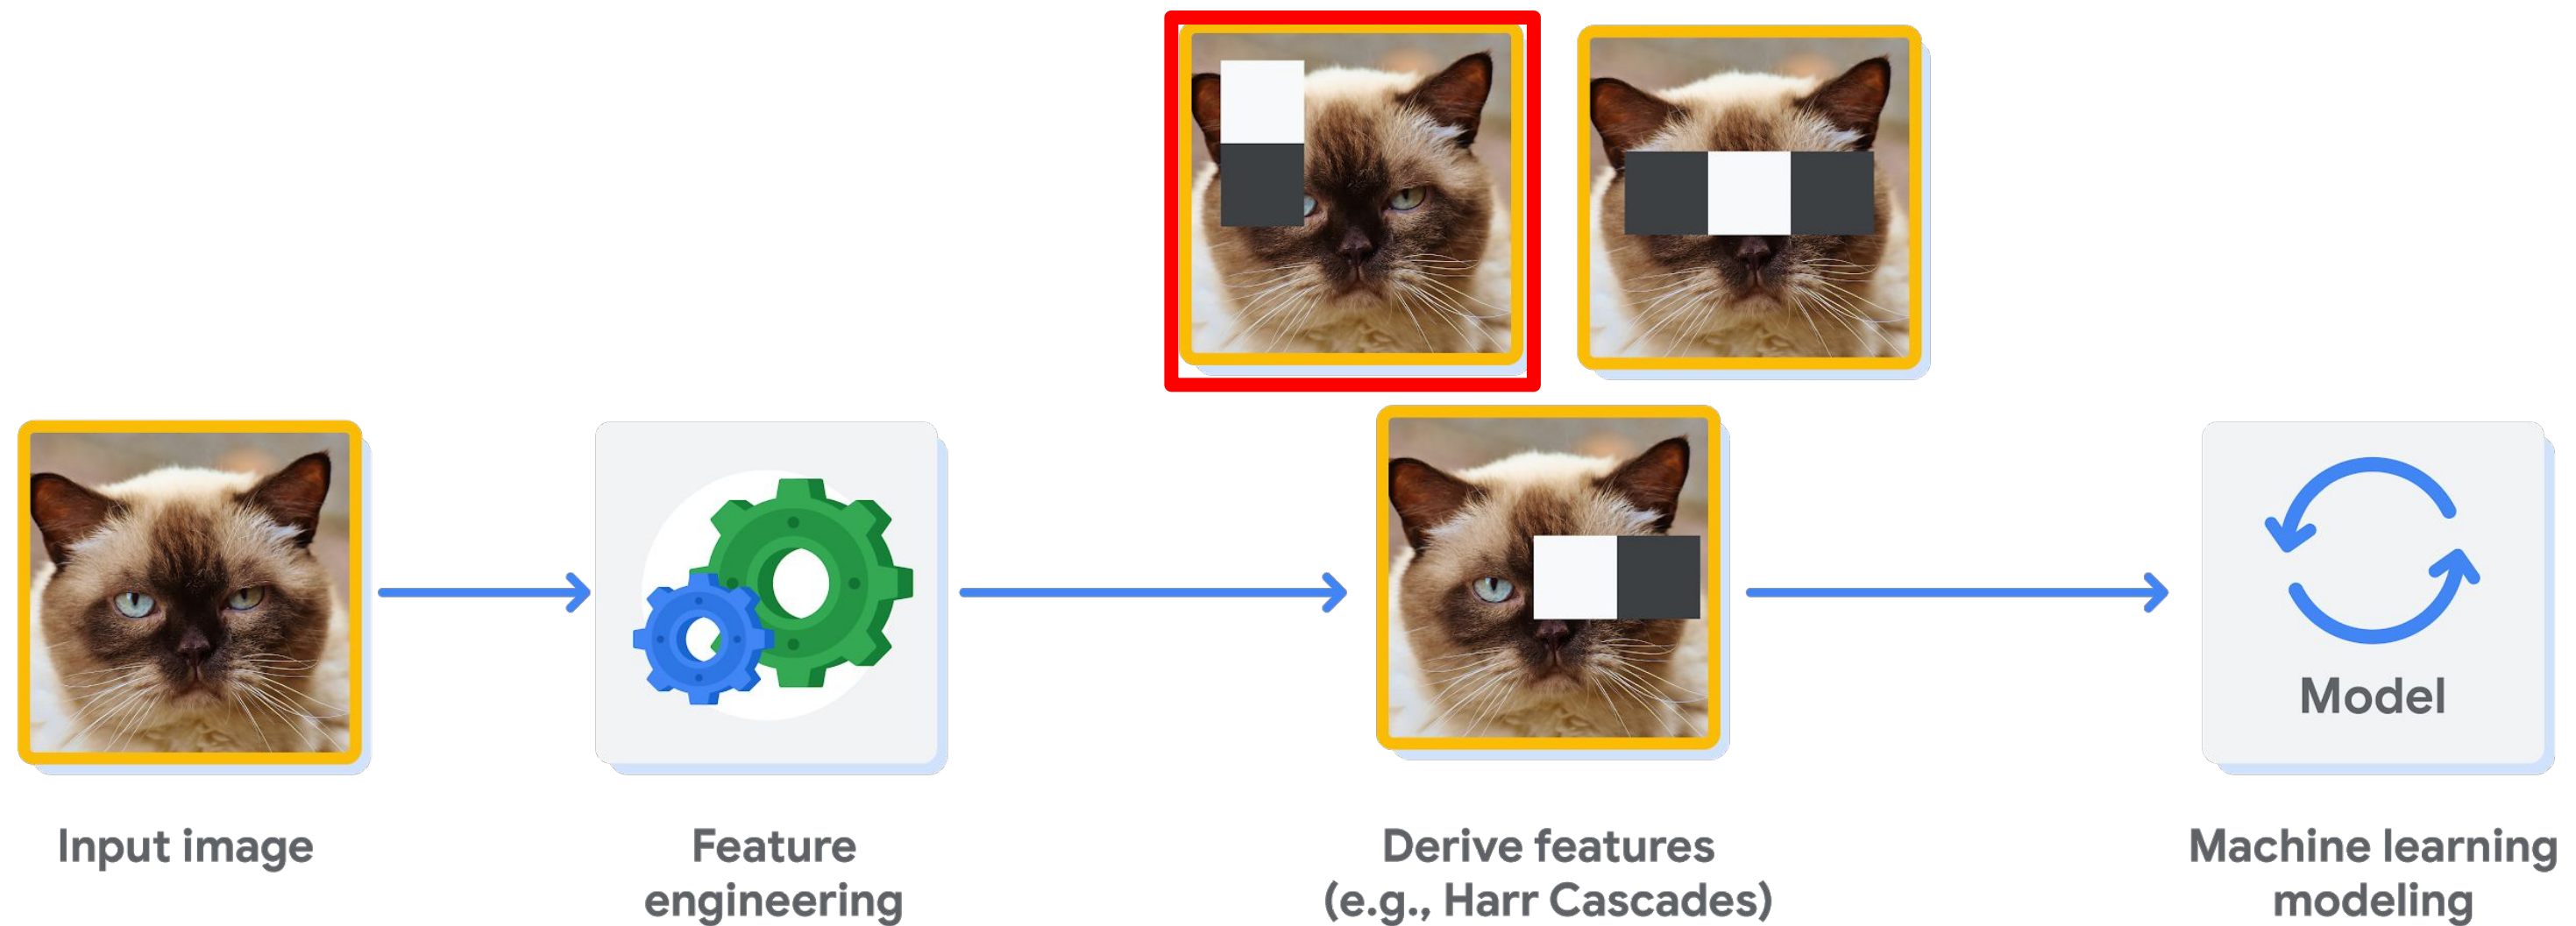 Model
Input image
Feature
engineering
Derive features
(e.g., Harr Cascades)
Machine learning
modeling